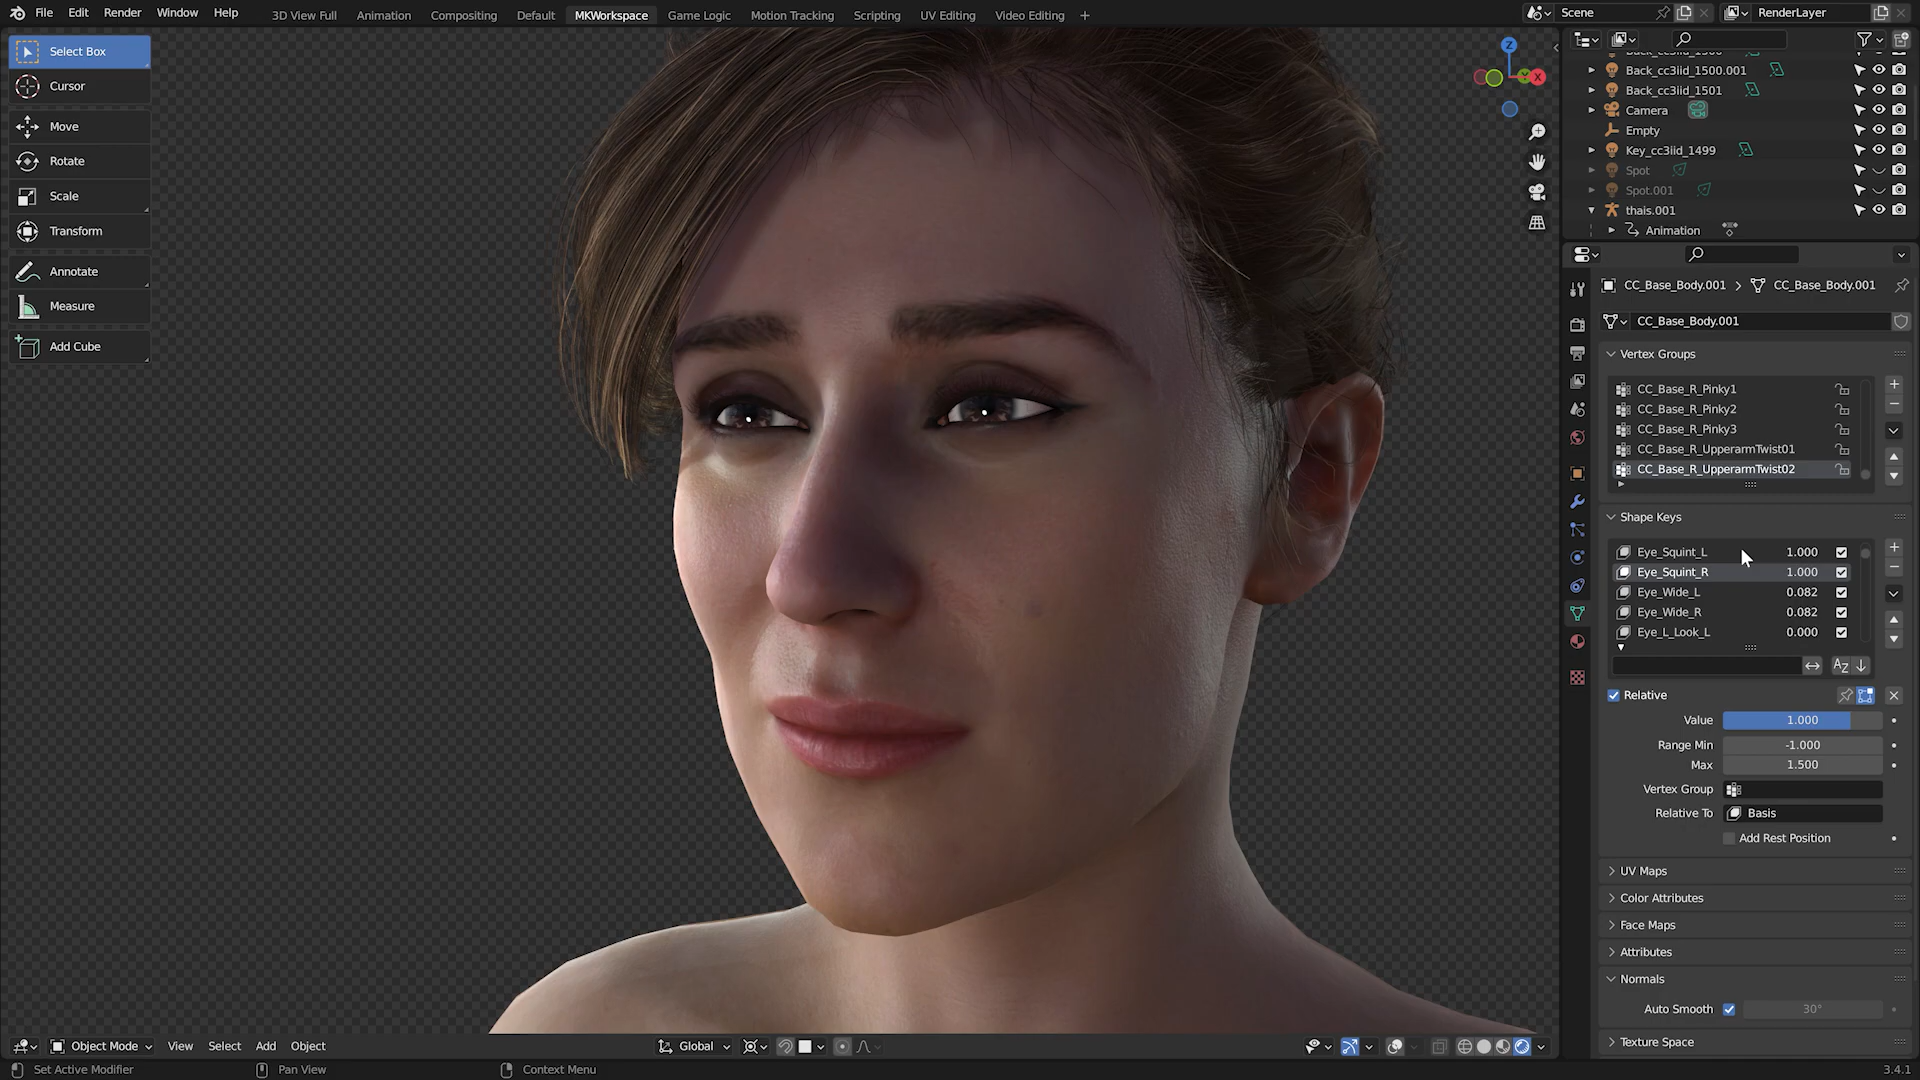 File Edit Render Window Help 3D View Full Animation Compositing Default MKWorkspace Game Logic Motion Tracking Scripting UV Editing Video Editing + Scene RenderLayer
Select Box
Cursor
Move
Rotate
Scale
Transform
Annotate
Measure
Add Cube
Z
X
Back_cc3iid_1500.001
Back_cc3iid_1501
Camera
Empty
Key_cc3iid_1499
Spot
Spot.001
thais.001
Animation
CC_Base_Body.001 > CC_Base_Body.001
CC_Base_Body.001
Vertex Groups
CC_Base_R_Pinky1
CC_Base_R_Pinky2
CC_Base_R_Pinky3
CC_Base_R_UpperarmTwist01
CC_Base_R_UpperarmTwist02
Shape Keys
Eye_Squint_L 1.000
Eye_Squint_R 1.000
Eye_Wide_L 0.082
Eye_Wide_R 0.082
Eye_L_Look_L 0.000
Relative
Value 1.000
Range Min -1.000
Max 1.500
Vertex Group
Relative To Basis
Add Rest Position
UV Maps
Color Attributes
Face Maps
Attributes
Normals
Auto Smooth 30°
Texture Space
Object Mode View Select Add Object Global
Set Active Modifier Pan View Context Menu 3.4.1